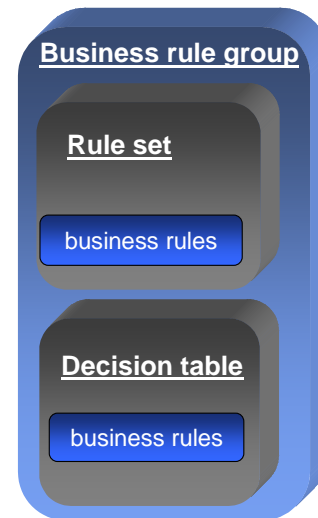 Business rule group
Rule set
business rules
Decision table
business rules